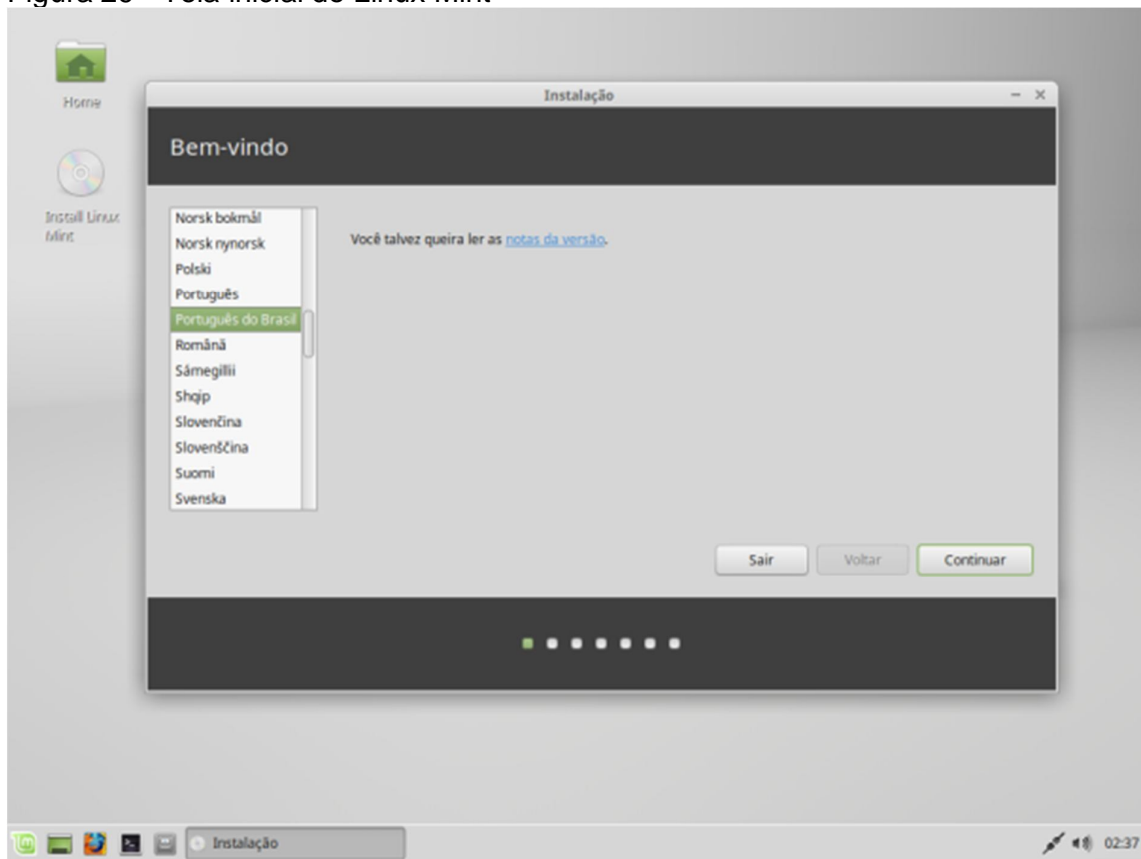 Home
Install Linux
Mint
Instalação
Bem-vindo
Norsk bokmål
Norsk nynorsk
Polski
Português
Português do Brasil
Română
Sámegillii
Shqip
Slovenčina
Slovenščina
Suomi
Svenska
Você talvez queira ler as notas da versão.
Sair
Voltar
Continuar
Instalação
02:37